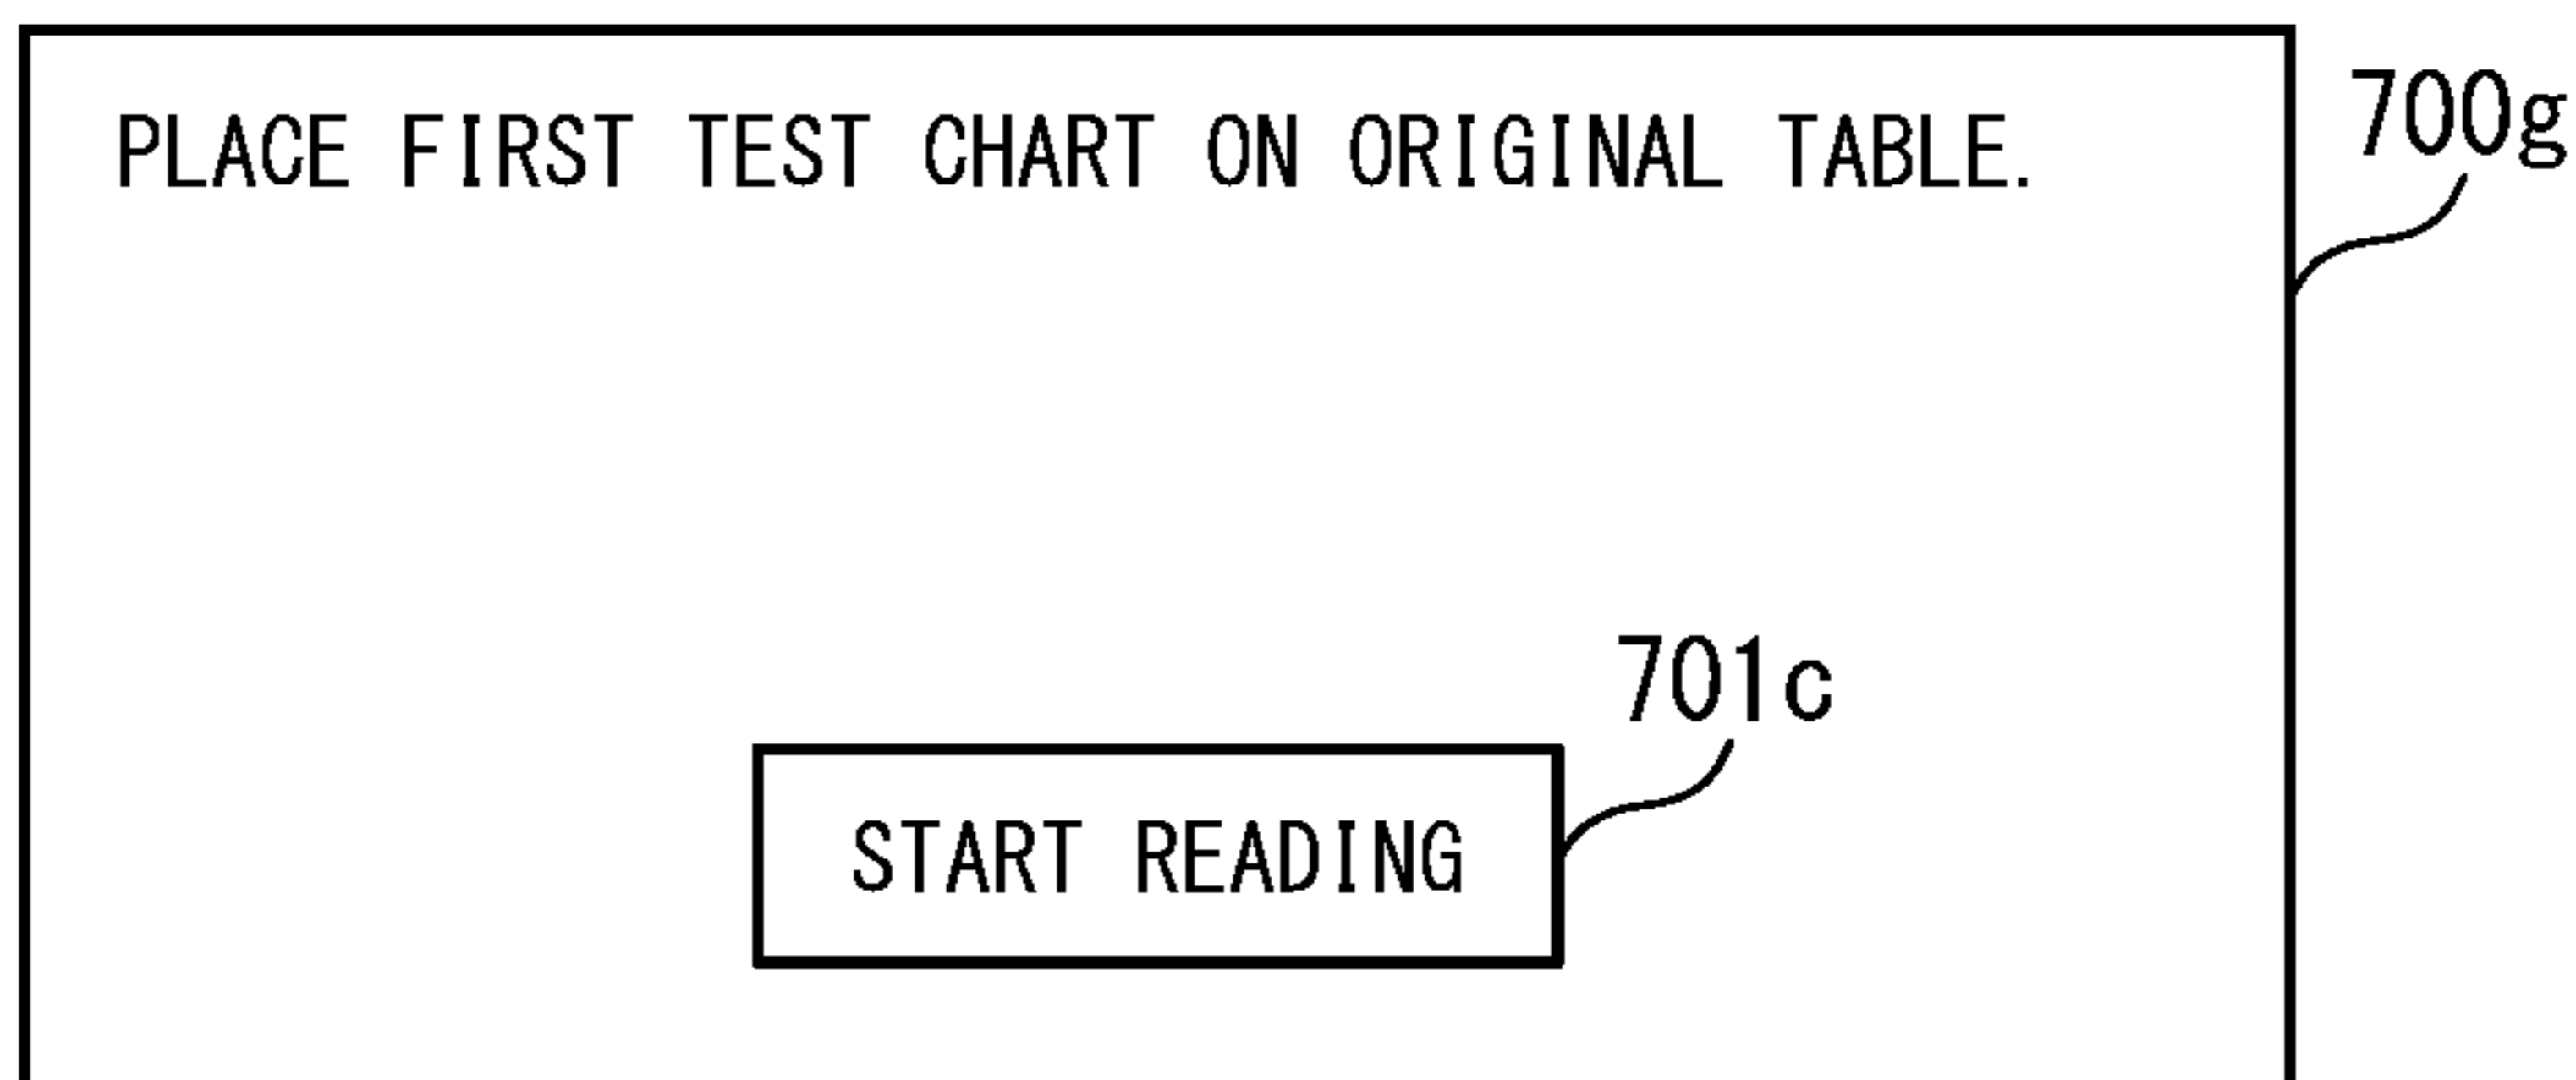 PLACE FIRST TEST CHART ON ORIGINAL TABLE.
700g
701c
START READING